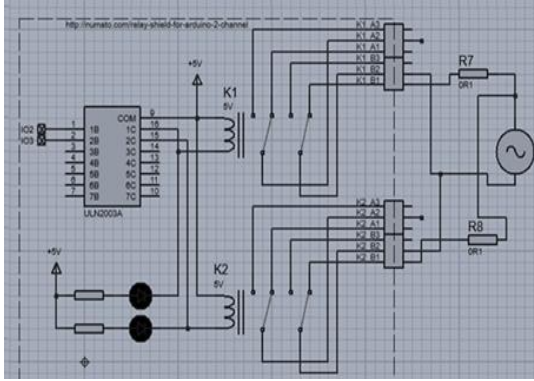 http://numato.com/relay-shield-for-arduino-2-channel
K1 A3
K1 A2
K1 A1
K1 B3
K1 B2
K1 B1
R7
0R1
+5V
K1
5V
COM 9
IO2 1 1B 1C 16
IO3 2 2B 2C 15
3 3B 3C 14
4 4B 4C 13
5 5B 5C 12
6 6B 6C 11
7 7B 7C 10
ULN2003A
K2 A3
K2 A2
K2 A1
K2 B3
K2 B2
K2 B1
R8
0R1
+5V
K2
5V